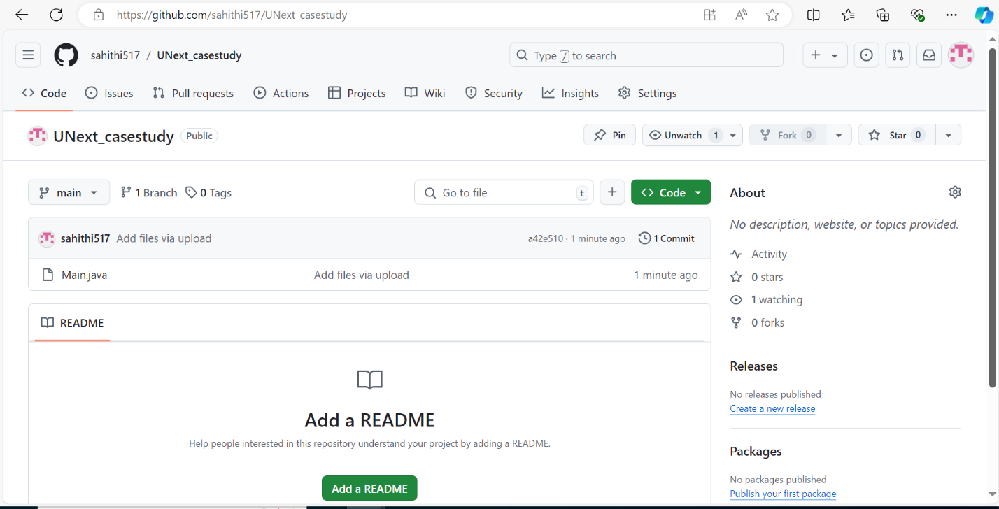 https://github.com/sahithi517/UNext_casestudy
sahithi517 / UNext_casestudy
Type / to search
Code Issues Pull requests Actions Projects Wiki Security Insights Settings
UNext_casestudy Public Pin Unwatch 1 Fork 0 Star 0
main 1 Branch 0 Tags Go to file t Code
sahithi517 Add files via upload a42e510 · 1 minute ago 1 Commit
Main.java Add files via upload 1 minute ago
README
Add a README
Help people interested in this repository understand your project by adding a README.
Add a README
About
No description, website, or topics provided.
Activity
0 stars
1 watching
0 forks
Releases
No releases published
Create a new release
Packages
No packages published
Publish your first package